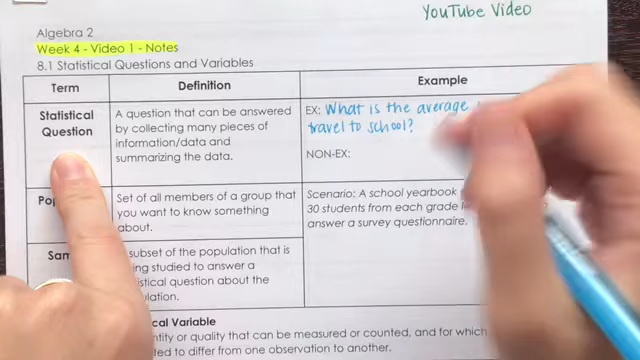 YouTube Video
Algebra 2
Week 4 - Video 1 - Notes
8.1 Statistical Questions and Variables
Term Definition Example
Statistical Question
A question that can be answered
by collecting many pieces of
information/data and
summarizing the data.
EX: What is the average
travel to school?
NON-EX:
Set of all members of a group that
you want to know something
about.
Scenario: A school yearbook
30 students from each grade
answer a survey questionnaire.
subset of the population that is
studied to answer a
question about the
Variable
or quality that can be measured or counted, and for which
to differ from one observation to another.